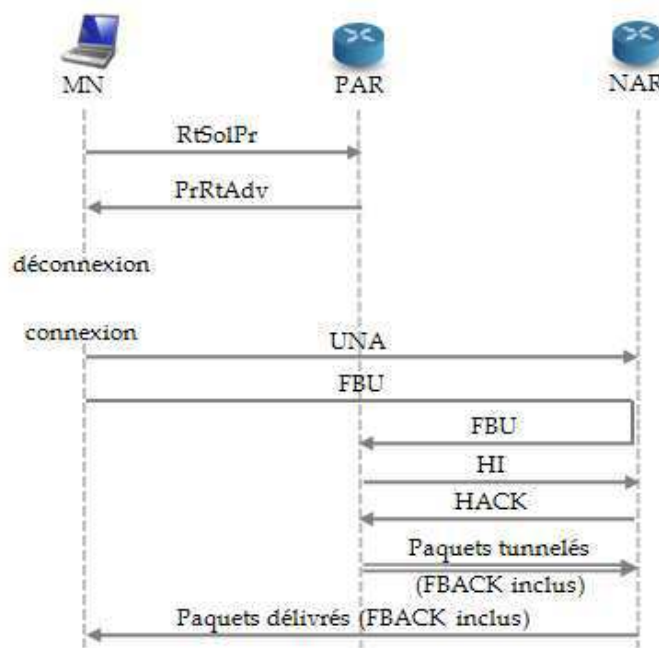 MN
PAR
NAR
RtSolPr
PrRtAdv
déconnexion
connexion
UNA
FBU
FBU
HI
HACK
Paquets tunnelés
(FBACK inclus)
Paquets délivrés (FBACK inclus)